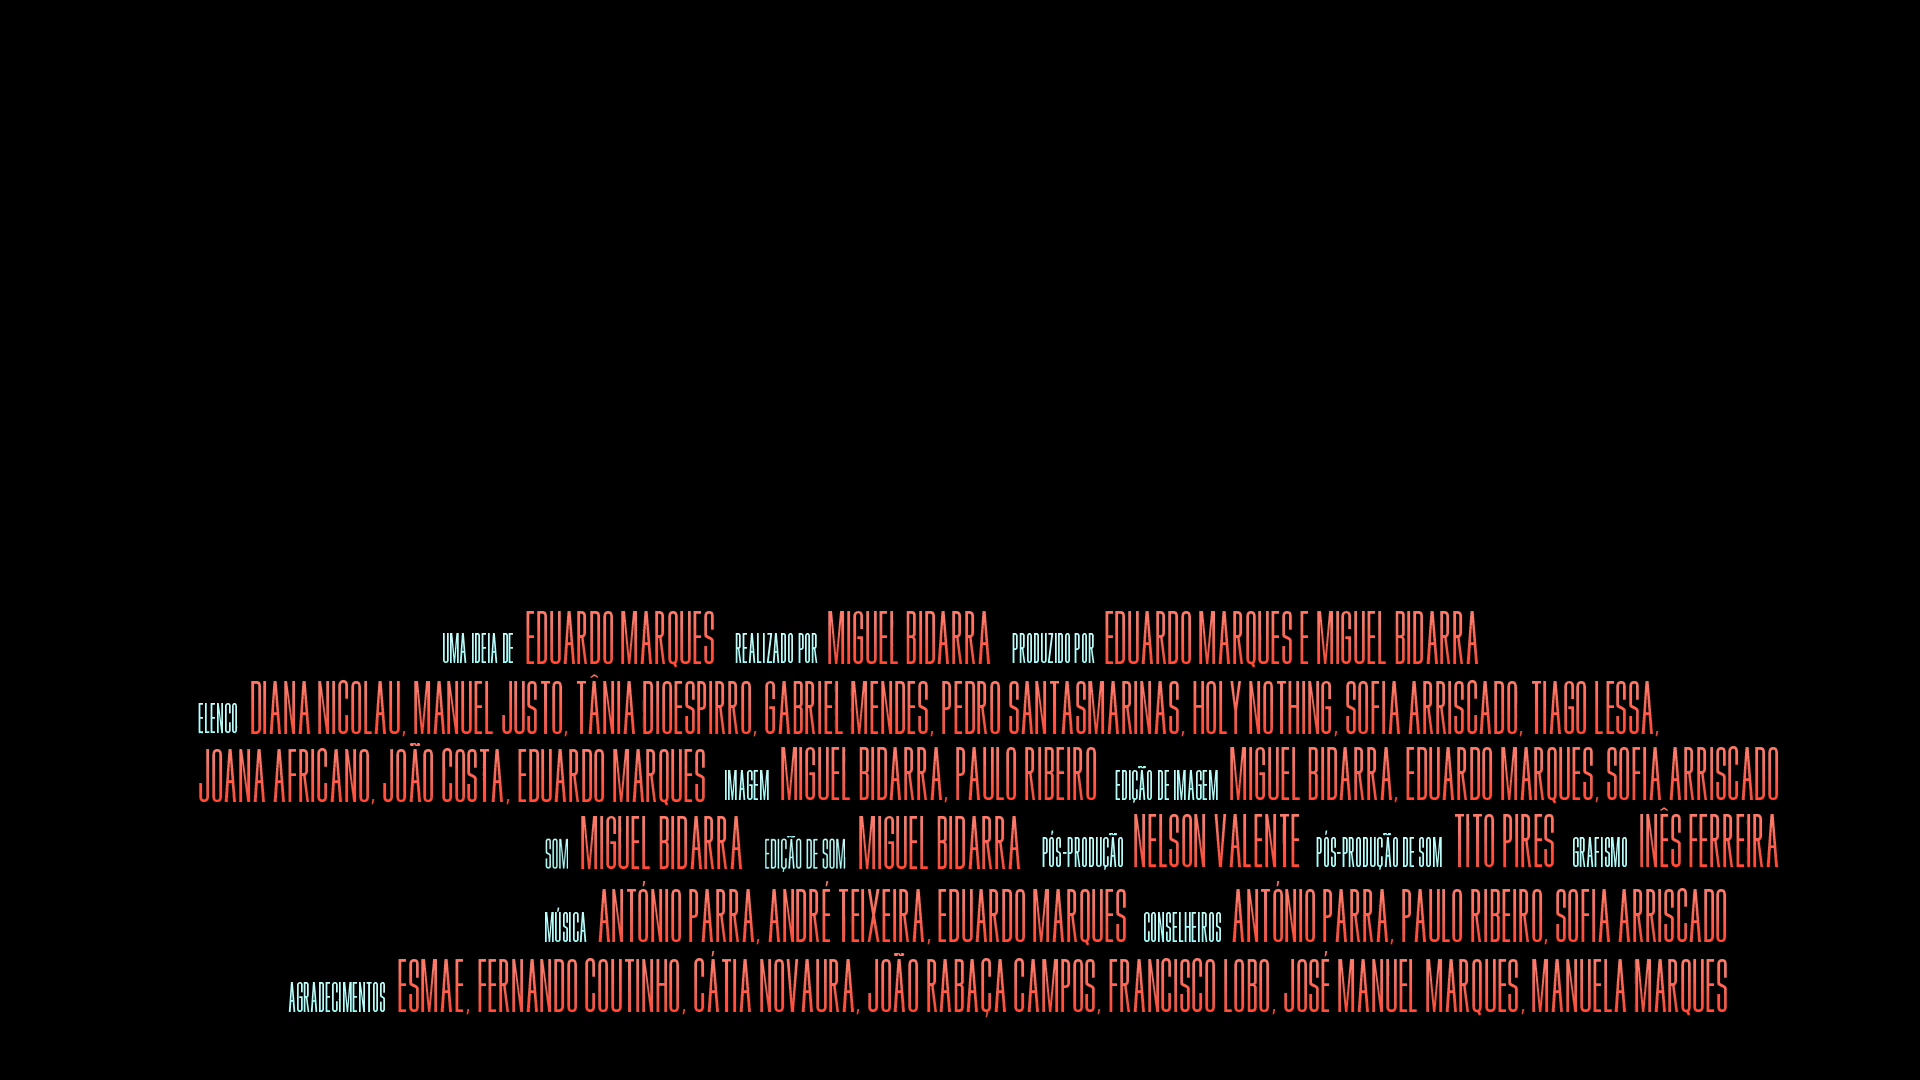 UMA IDEIA DE EDUARDO MARQUES REALIZADO POR MIGUEL BIDARRA PRODUZIDO POR EDUARDO MARQUES E MIGUEL BIDARRA
ELENCO DIANA NICOLAU, MANUEL JUSTO, TÂNIA DIOESPIRRO, GABRIEL MENDES, PEDRO SANTASMARINAS, HOLY NOTHING, SOFIA ARRISCADO, TIAGO LESSA,
JOANA AFRICANO, JOÃO COSTA, EDUARDO MARQUES IMAGEM MIGUEL BIDARRA, PAULO RIBEIRO EDIÇÃO DE IMAGEM MIGUEL BIDARRA, EDUARDO MARQUES, SOFIA ARRISCADO
SOM MIGUEL BIDARRA EDIÇÃO DE SOM MIGUEL BIDARRA PÓS-PRODUÇÃO NELSON VALENTE PÓS-PRODUÇÃO DE SOM TITO PIRES GRAFISMO INÊS FERREIRA
MÚSICA ANTÓNIO PARRA, ANDRÉ TEIXEIRA, EDUARDO MARQUES CONSELHEIROS ANTÓNIO PARRA, PAULO RIBEIRO, SOFIA ARRISCADO
AGRADECIMENTOS ESMAE, FERNANDO COUTINHO, CÁTIA NOVAURA, JOÃO RABAÇA CAMPOS, FRANCISCO LOBO, JOSÉ MANUEL MARQUES, MANUELA MARQUES